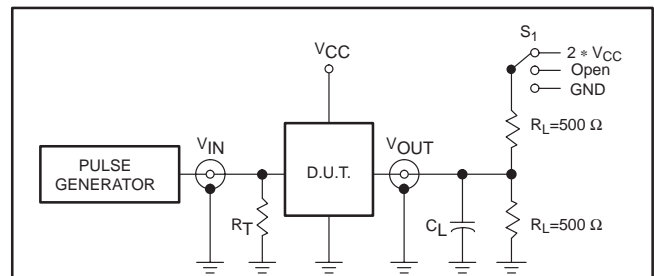 S1
VCC
2 * VCC
Open
GND
VIN
VOUT
RL=500 Ω
PULSE
GENERATOR
D.U.T.
RT
CL
RL=500 Ω